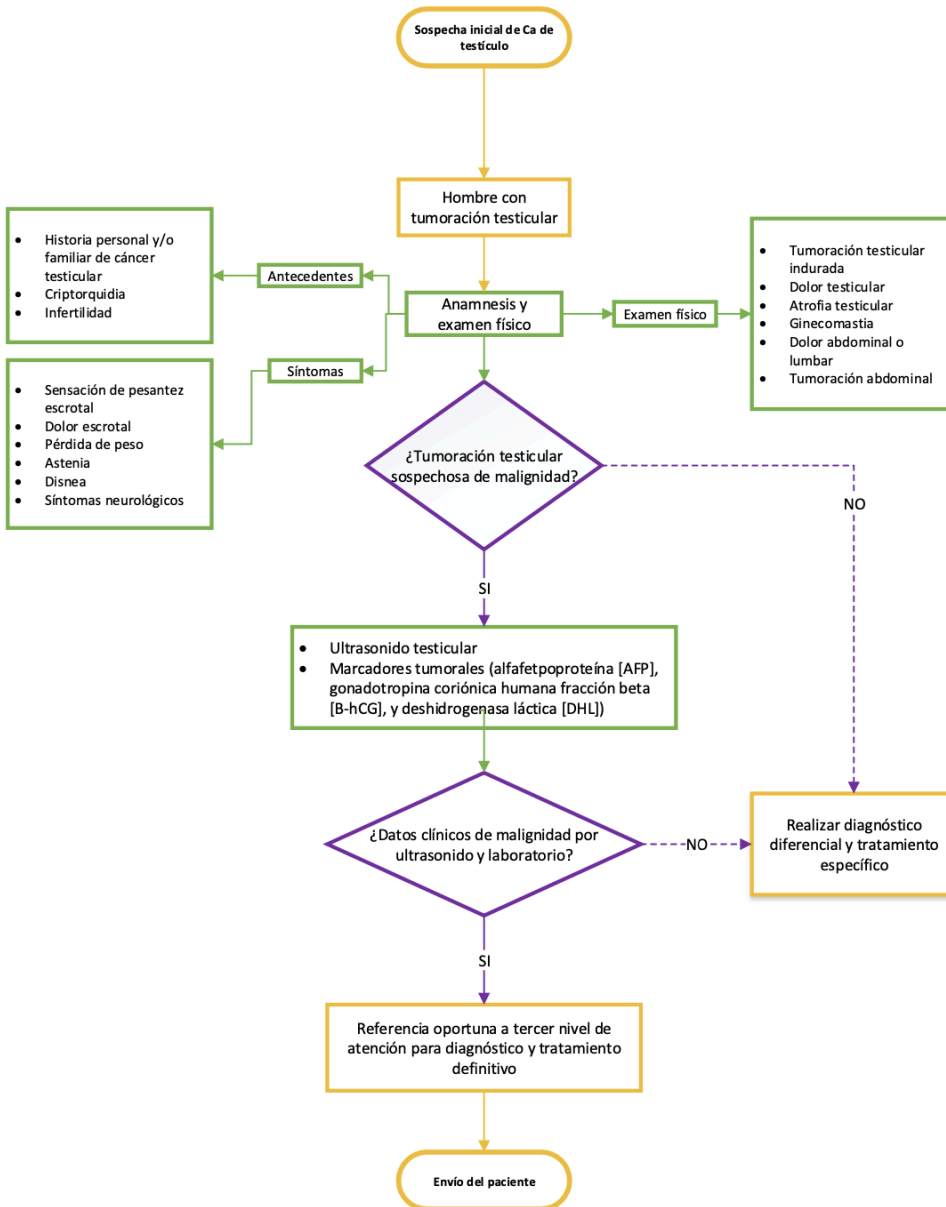 Sospecha inicial de Ca de
testículo
Hombre con
tumoración testicular
• Historia personal y/o
familiar de cáncer
testicular
• Criptorquidia
• Infertilidad
Antecedentes
Anamnesis y
examen físico
Examen físico
• Tumoración testicular
indurada
• Dolor testicular
• Atrofia testicular
• Ginecomastia
• Dolor abdominal o
lumbar
• Tumoración abdominal
Síntomas
• Sensación de pesantez
escrotal
• Dolor escrotal
• Pérdida de peso
• Astenia
• Disnea
• Síntomas neurológicos
¿Tumoración testicular
sospechosa de malignidad?
NO
SI
• Ultrasonido testicular
• Marcadores tumorales (alfafetpoproteína [AFP],
gonadotropina coriónica humana fracción beta
[B-hCG], y deshidrogenasa láctica [DHL])
¿Datos clínicos de malignidad por
ultrasonido y laboratorio?
NO
Realizar diagnóstico
diferencial y tratamiento
específico
SI
Referencia oportuna a tercer nivel de
atención para diagnóstico y tratamiento
definitivo
Envío del paciente